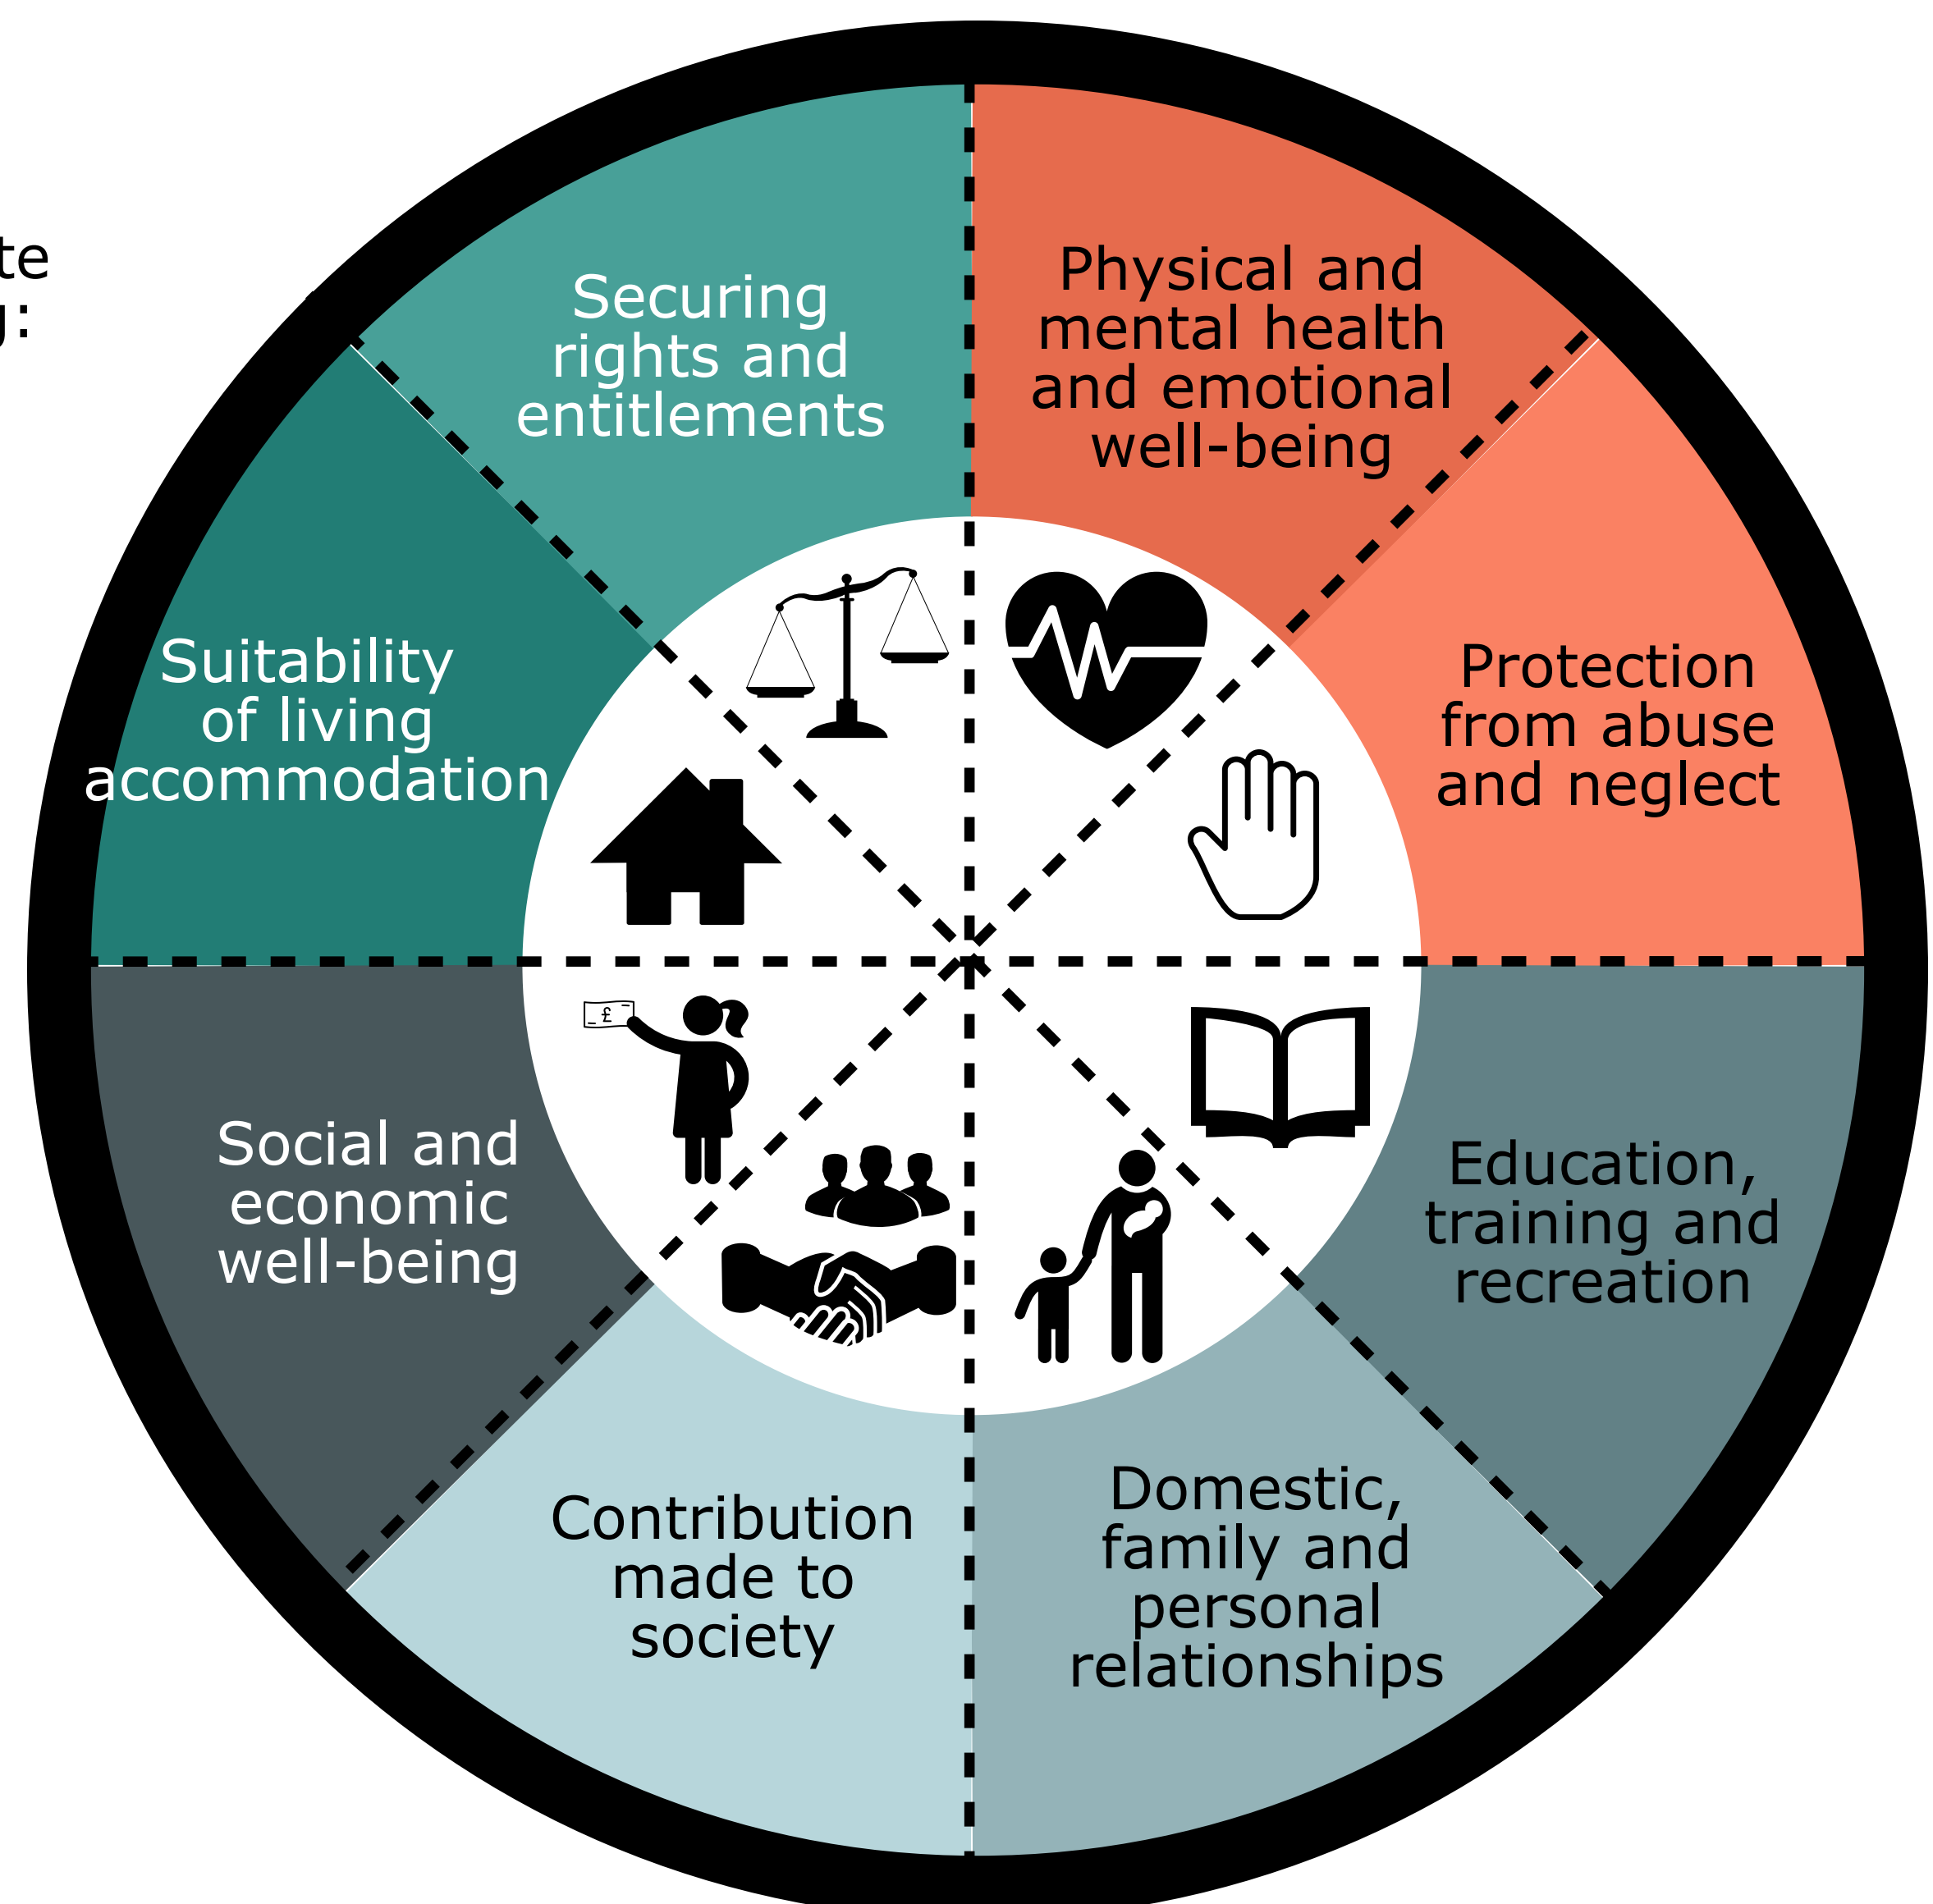 Securing
rights and
entitlements
Physical and
mental health
and emotional
well-being
Protection
from abuse
and neglect
Education,
training and
recreation
Domestic,
family and
personal
relationships
Contribution
made to
society
Social and
economic
well-being
£
Suitability
of living
accommodation